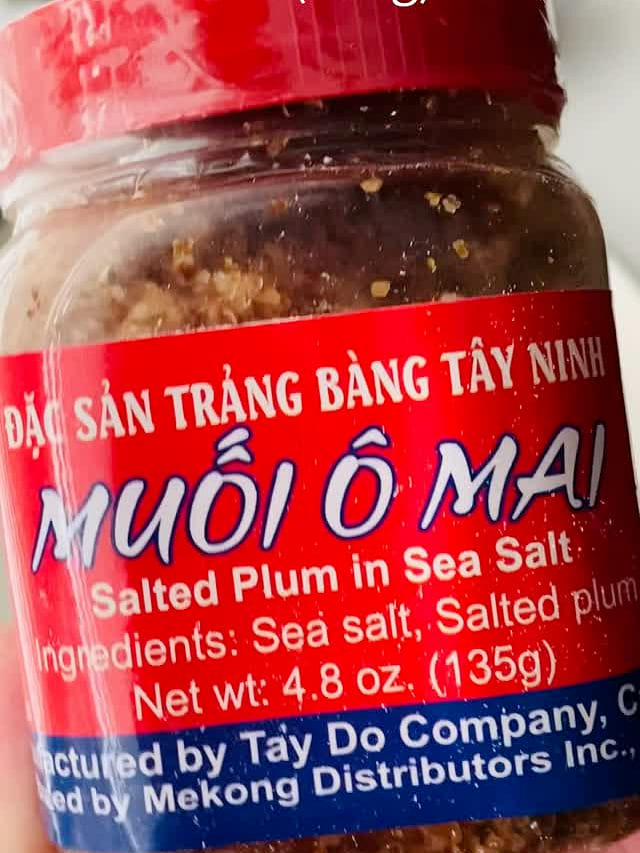 ĐẶC SẢN TRẢNG BÀNG TÂY NINH
MUỐI Ô MAI
Salted Plum in Sea Salt
Ingredients: Sea salt, Salted plum
Net wt: 4.8 oz. (135g)
by Tay Do Company,
by Mekong Distributors Inc.,